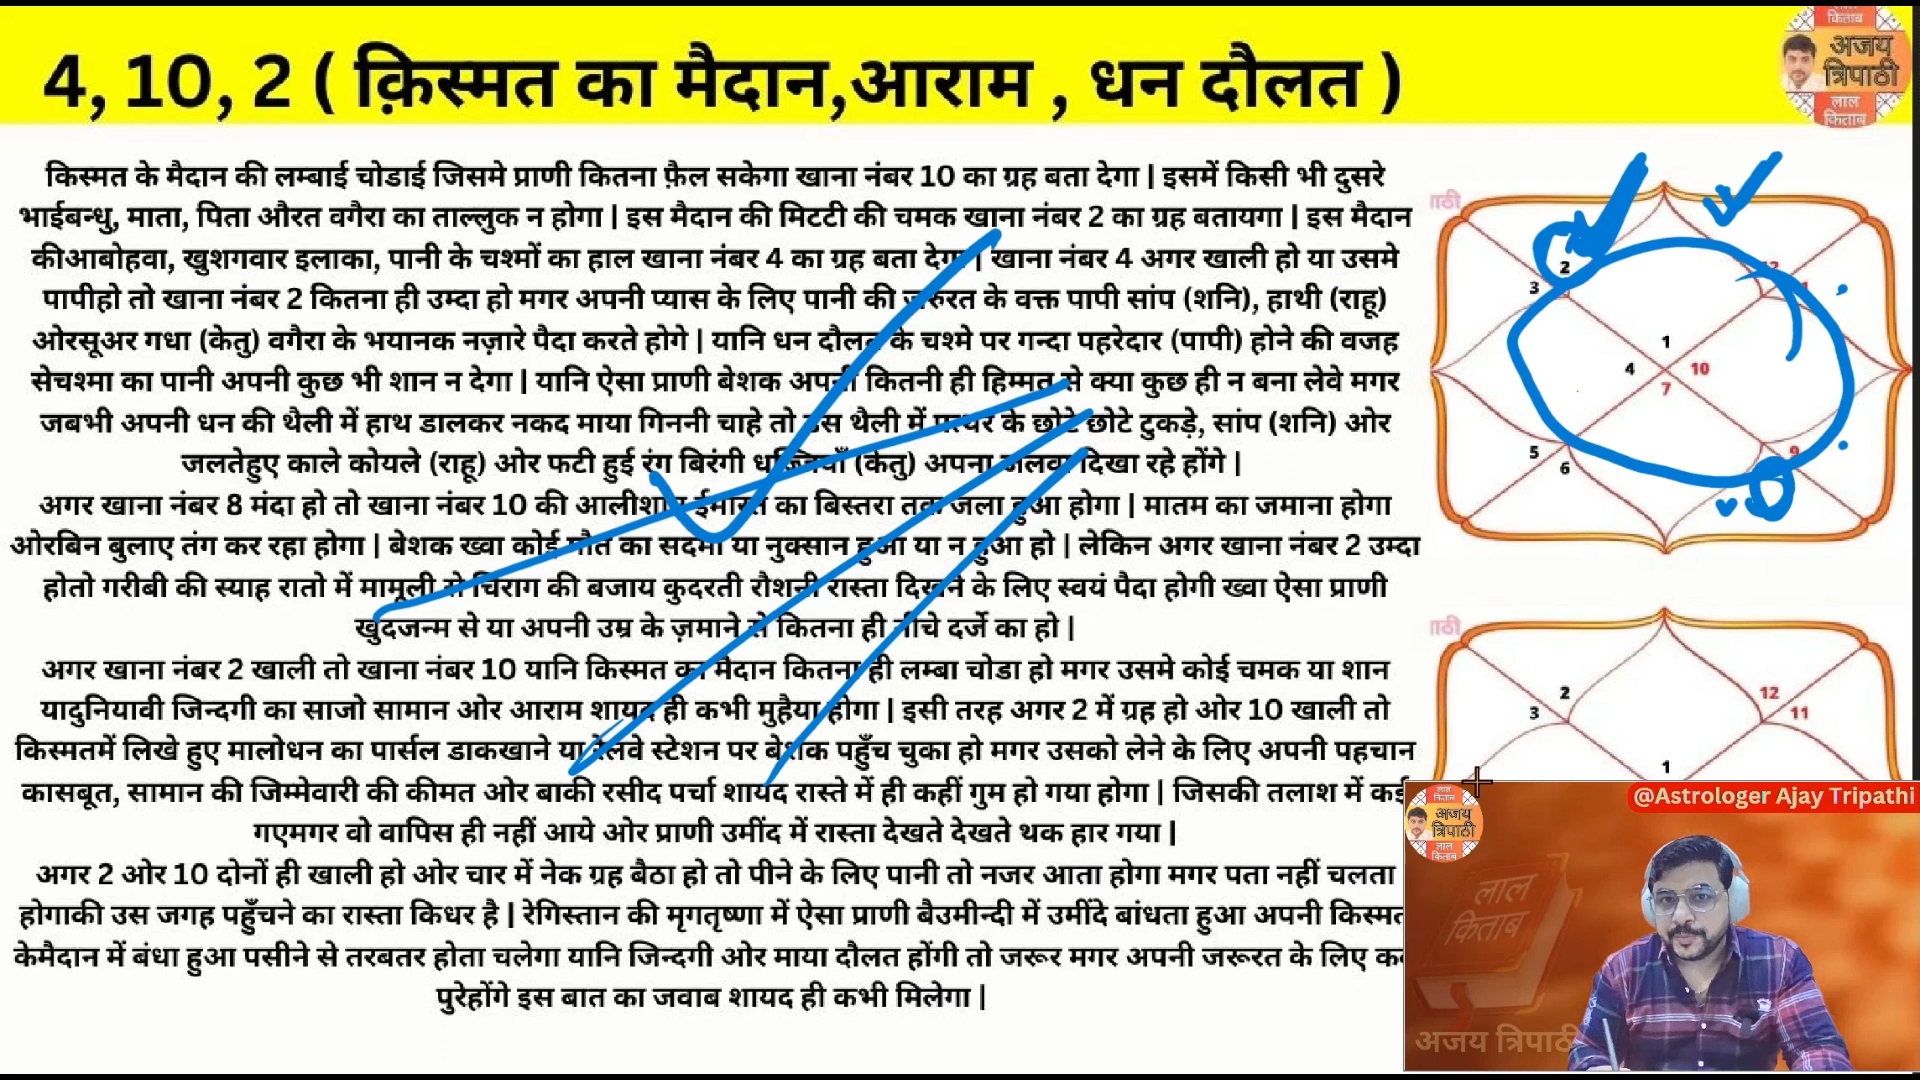 4, 10, 2 ( क़िस्मत का मैदान,आराम , धन दौलत )
लाल
किताब
अजय
त्रिपाठी
लाल
किताब
किस्मत के मैदान की लम्बाई चोडाई जिसमे प्राणी कितना फ़ैल सकेगा खाना नंबर 10 का ग्रह बता देगा | इसमें किसी भी दुसरे
भाईबन्धु, माता, पिता औरत वगैरा का ताल्लुक न होगा | इस मैदान की मिटटी की चमक खाना नंबर 2 का ग्रह बतायगा | इस मैदान
कीआबोहवा, खुशगवार इलाका, पानी के चश्मों का हाल खाना नंबर 4 का ग्रह बता देगा | खाना नंबर 4 अगर खाली हो या उसमे
पापीहो तो खाना नंबर 2 कितना ही उम्दा हो मगर अपनी प्यास के लिए पानी की जरुरत के वक्त पापी सांप (शनि), हाथी (राहू)
ओरसूअर गधा (केतु) वगैरा के भयानक नज़ारे पैदा करते होगे | यानि धन दौलत के चश्मे पर गन्दा पहरेदार (पापी) होने की वजह
सेचश्मा का पानी अपनी कुछ भी शान न देगा | यानि ऐसा प्राणी बेशक अपनी कितनी ही हिम्मत से क्या कुछ ही न बना लेवे मगर
जबभी अपनी धन की थैली में हाथ डालकर नकद माया गिननी चाहे तो उस थैली में पत्थर के छोटे छोटे टुकड़े, सांप (शनि) ओर
जलतेहुए काले कोयले (राहू) ओर फटी हुई रंग बिरंगी धज्जियाँ (केतु) अपना जलवा दिखा रहे होंगे |
अगर खाना नंबर 8 मंदा हो तो खाना नंबर 10 की आलीशान ईमारत का बिस्तरा तक जला हुआ होगा | मातम का जमाना होगा
ओरबिन बुलाए तंग कर रहा होगा | बेशक ख्वा कोई मौत का सदमा या नुक्सान हुआ या न हुआ हो | लेकिन अगर खाना नंबर 2 उम्दा
होतो गरीबी की स्याह रातो में मामूली से चिराग की बजाय कुदरती रौशनी रास्ता दिखाने के लिए स्वयं पैदा होगी ख्वा ऐसा प्राणी
खुदजन्म से या अपनी उम्र के ज़माने से कितना ही नीचे दर्जे का हो |
अगर खाना नंबर 2 खाली तो खाना नंबर 10 यानि किस्मत का मैदान कितना ही लम्बा चोडा हो मगर उसमे कोई चमक या शान
यादुनियावी जिन्दगी का साजो सामान ओर आराम शायद ही कभी मुहैया होगा | इसी तरह अगर 2 में ग्रह हो ओर 10 खाली तो
किस्मतमें लिखे हुए मालोधन का पार्सल डाकखाने या रेलवे स्टेशन पर बेशक पहुँच चुका हो मगर उसको लेने के लिए अपनी पहचान
कासबूत, सामान की जिम्मेवारी की कीमत ओर बाकी रसीद पर्चा शायद रास्ते में ही कहीं गुम हो गया होगा | जिसकी तलाश में कई
गएमगर वो वापिस ही नहीं आये ओर प्राणी उमींद में रास्ता देखते देखते थक हार गया |
अगर 2 ओर 10 दोनों ही खाली हो ओर चार में नेक ग्रह बैठा हो तो पीने के लिए पानी तो नजर आता होगा मगर पता नहीं चलता
होगाकी उस जगह पहुँचने का रास्ता किधर है | रेगिस्तान की मृगतृष्णा में ऐसा प्राणी बैउमीन्दी में उमींदे बांधता हुआ अपनी किस्मत
केमैदान में बंधा हुआ पसीने से तरबतर होता चलेगा यानि जिन्दगी ओर माया दौलत होंगी तो जरूर मगर अपनी जरूरत के लिए
पुरेहोंगे इस बात का जवाब शायद ही कभी मिलेगा |
2
3
1
4
10
7
5
6
9
2
12
3
11
1
@Astrologer Ajay Tripathi
लाल
किताब
अजय
त्रिपाठी
लाल
किताब
लाल
किताब
अजय त्रिपाठी